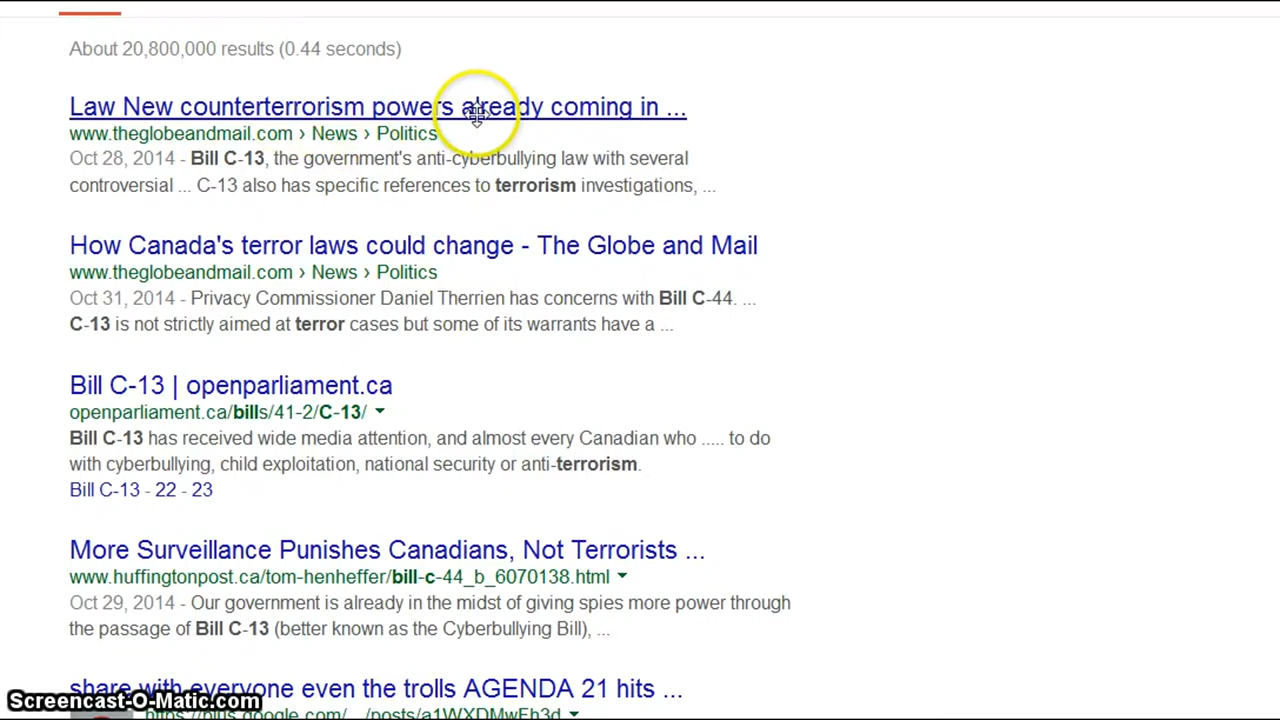 About 20,800,000 results (0.44 seconds)
Law New counterterrorism powers already coming in ...
www.theglobeandmail.com › News › Politics
Oct 28, 2014 - Bill C-13, the government's anti-cyberbullying law with several
controversial ... C-13 also has specific references to terrorism investigations, ...
How Canada's terror laws could change - The Globe and Mail
www.theglobeandmail.com › News › Politics
Oct 31, 2014 - Privacy Commissioner Daniel Therrien has concerns with Bill C-44. ...
C-13 is not strictly aimed at terror cases but some of its warrants have a ...
Bill C-13 | openparliament.ca
openparliament.ca/bills/41-2/C-13/
Bill C-13 has received wide media attention, and almost every Canadian who ..... to do
with cyberbullying, child exploitation, national security or anti-terrorism.
Bill C-13 - 22 - 23
More Surveillance Punishes Canadians, Not Terrorists ...
www.huffingtonpost.ca/tom-henheffer/bill-c-44_b_6070138.html
Oct 29, 2014 - Our government is already in the midst of giving spies more power through
the passage of Bill C-13 (better known as the Cyberbullying Bill), ...
share with everyone even the trolls AGENDA 21 hits ...
Screencast-O-Matic.com
https://plus.google.com/.../posts/a1WXDMwEh3d